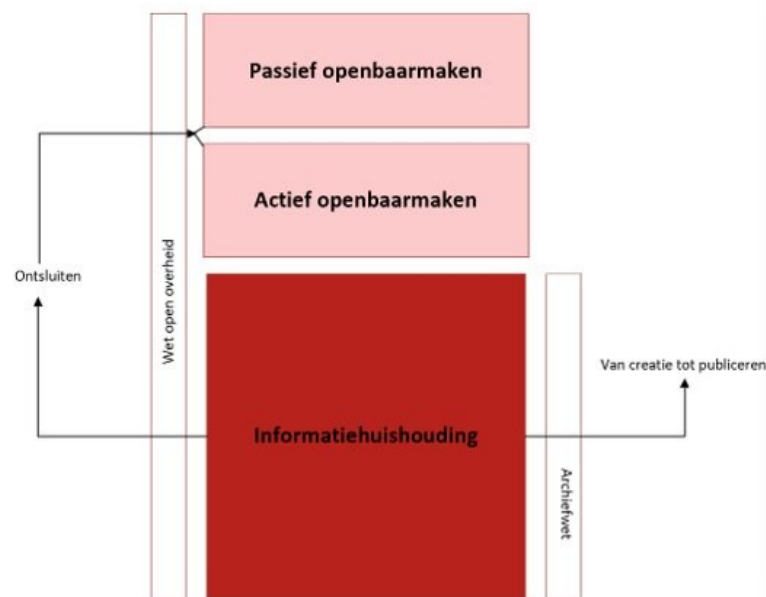 Passief openbaarmaken
Actief openbaarmaken
Ontsluiten
Wet open overheid
Van creatie tot publiceren
Informatiehuishouding
Archiefwet